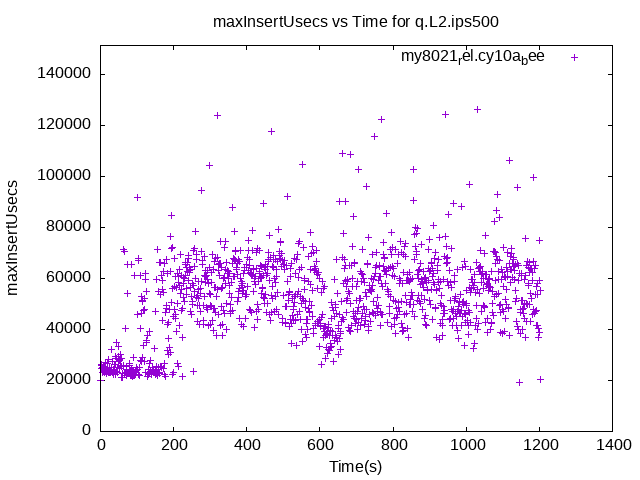 maxInsertUsecs vs Time for q.L2.ips500
my8021rel.cy10abee
140000
120000
100000
80000
60000
40000
20000
0
maxInsertUsecs
0 200 400 600 800 1000 1200 1400
Time(s)